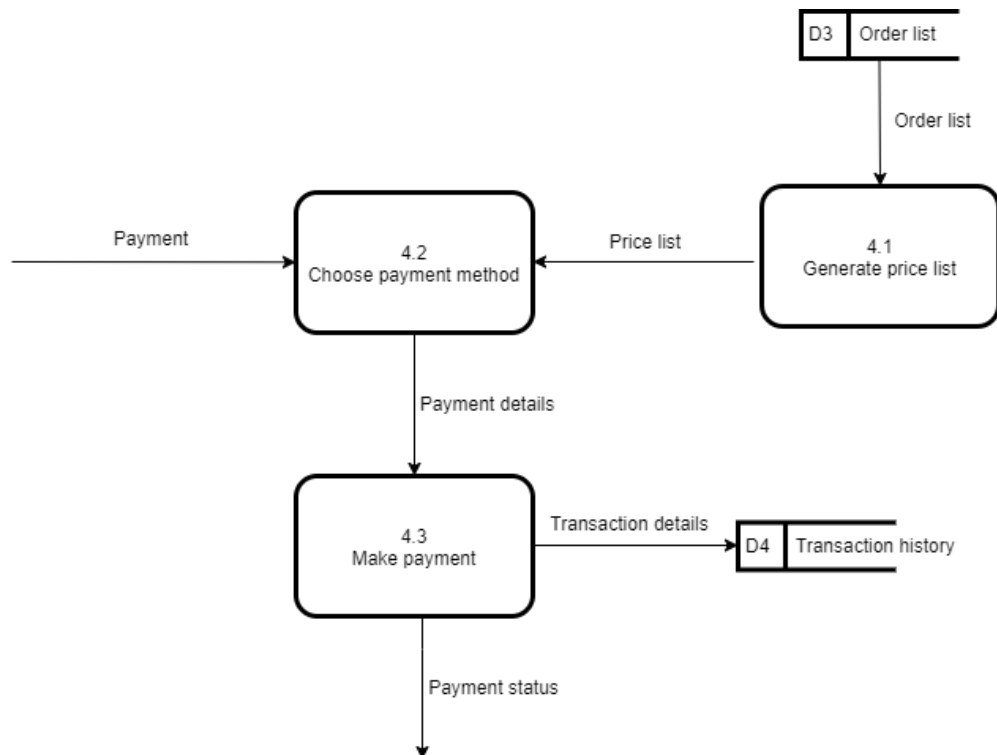 D3 Order list
Order list
Payment
4.2
Choose payment method
Price list
4.1
Generate price list
Payment details
4.3
Make payment
Transaction details
D4 Transaction history
Payment status